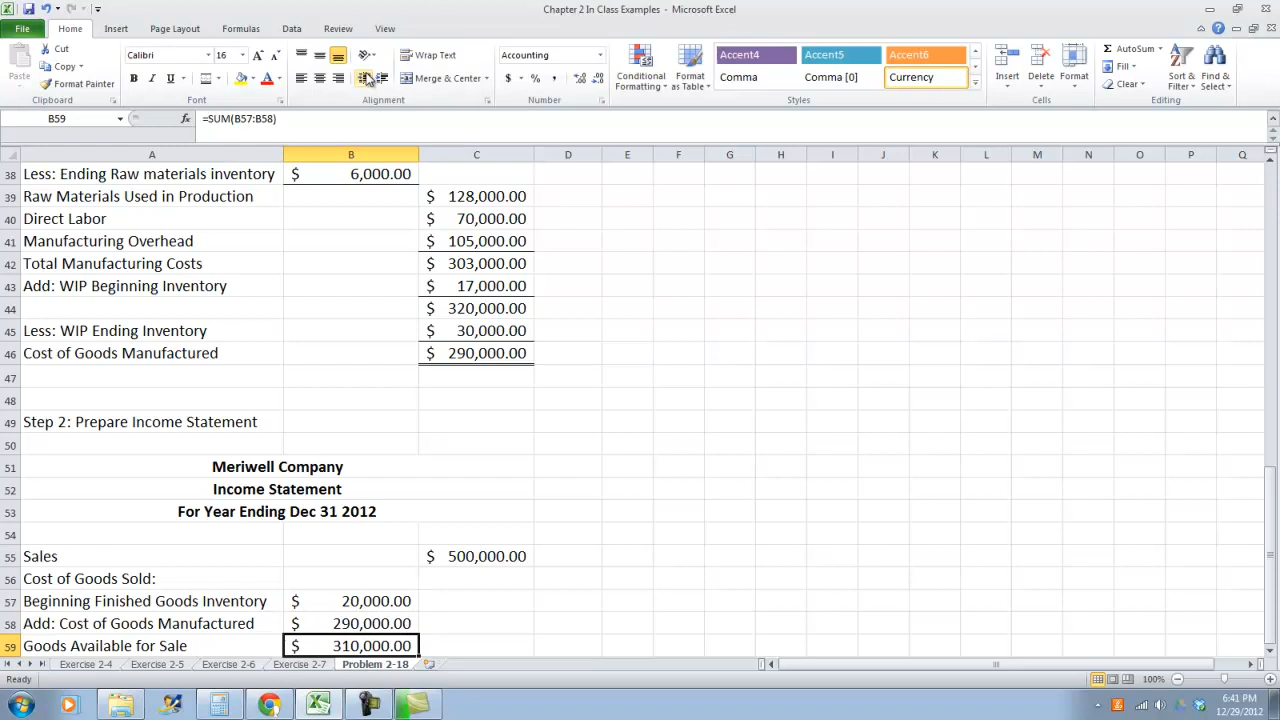 Chapter 2 In Class Examples - Microsoft Excel
File Home Insert Page Layout Formulas Data Review View
Paste
Cut
Copy
Format Painter
Clipboard
Calibri 16
B I U
Font
Wrap Text
Merge & Center
Alignment
Accounting
$ % ,
Number
Conditional Formatting
Format as Table
Accent4 Accent5 Accent6
Comma Comma [0] Currency
Styles
Insert Delete Format
Cells
AutoSum
Fill
Clear
Sort & Filter
Find & Select
Editing
B59 fx =SUM(B57:B58)
A B C D E F G H I J K L M N O P Q
38 Less: Ending Raw materials inventory $ 6,000.00
39 Raw Materials Used in Production $ 128,000.00
40 Direct Labor $ 70,000.00
41 Manufacturing Overhead $ 105,000.00
42 Total Manufacturing Costs $ 303,000.00
43 Add: WIP Beginning Inventory $ 17,000.00
44 $ 320,000.00
45 Less: WIP Ending Inventory $ 30,000.00
46 Cost of Goods Manufactured $ 290,000.00
47
48
49 Step 2: Prepare Income Statement
50
51 Meriwell Company
52 Income Statement
53 For Year Ending Dec 31 2012
54
55 Sales $ 500,000.00
56 Cost of Goods Sold:
57 Beginning Finished Goods Inventory $ 20,000.00
58 Add: Cost of Goods Manufactured $ 290,000.00
59 Goods Available for Sale $ 310,000.00
Exercise 2-4 Exercise 2-5 Exercise 2-6 Exercise 2-7 Problem 2-18
Ready 100%
6:41 PM
12/29/2012